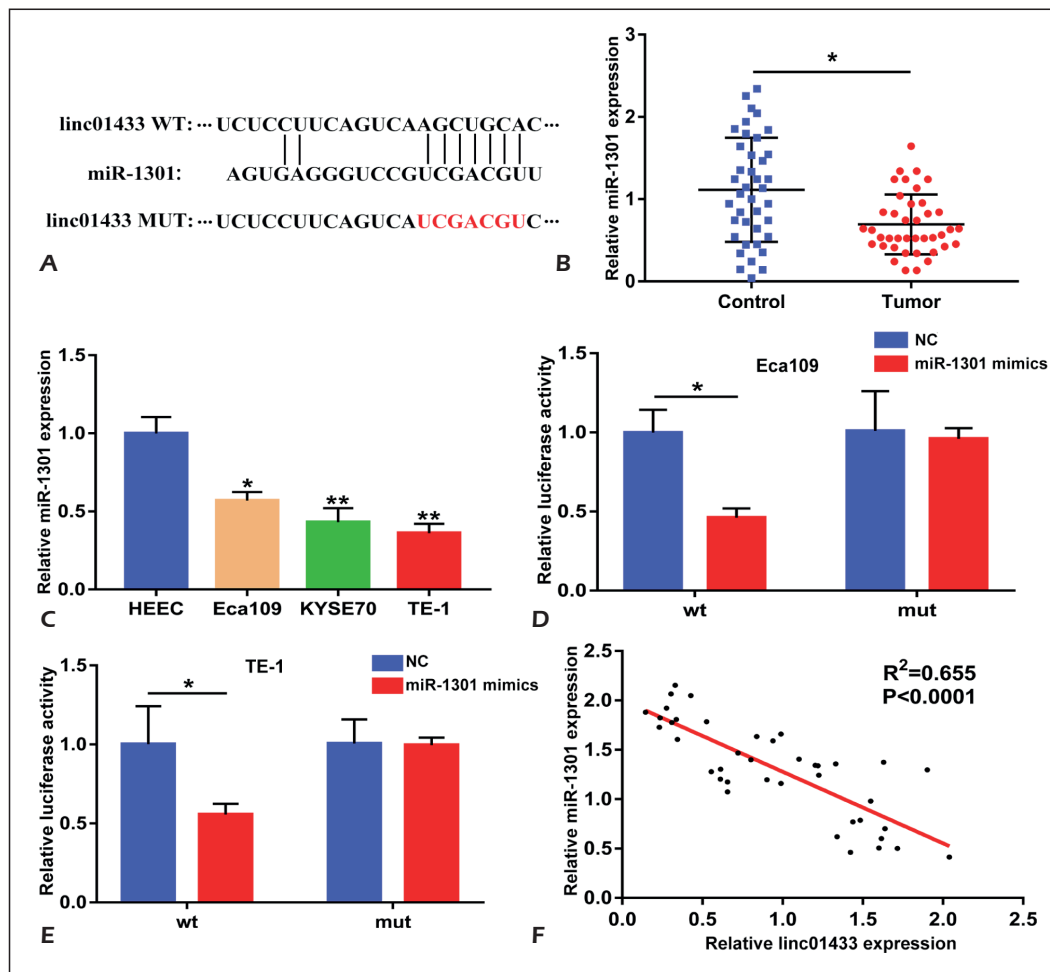 linc01433 WT: ··· UCUCCUUCAGUCAAGCUGCAC···
miR-1301: AGUGAGGGUCCGUCGACGUU
linc01433 MUT: ··· UCUCCUUCAGUCAUCGACGUC ···
A
Relative miR-1301 expression
3
2
1
0
*
Control Tumor
B
Relative miR-1301 expression
1.5
1.0
0.5
0.0
* ** **
HEEC Eca109 KYSE70 TE-1
C
NC
miR-1301 mimics
Eca109
Relative luciferase activity
1.5
1.0
0.5
0.0
*
wt mut
D
TE-1
NC
miR-1301 mimics
Relative luciferase activity
1.5
1.0
0.5
0.0
*
wt mut
E
R²=0.655
P<0.0001
Relative miR-1301 expression
2.5
2.0
1.5
1.0
0.5
0.0
0.0 0.5 1.0 1.5 2.0 2.5
Relative linc01433 expression
F